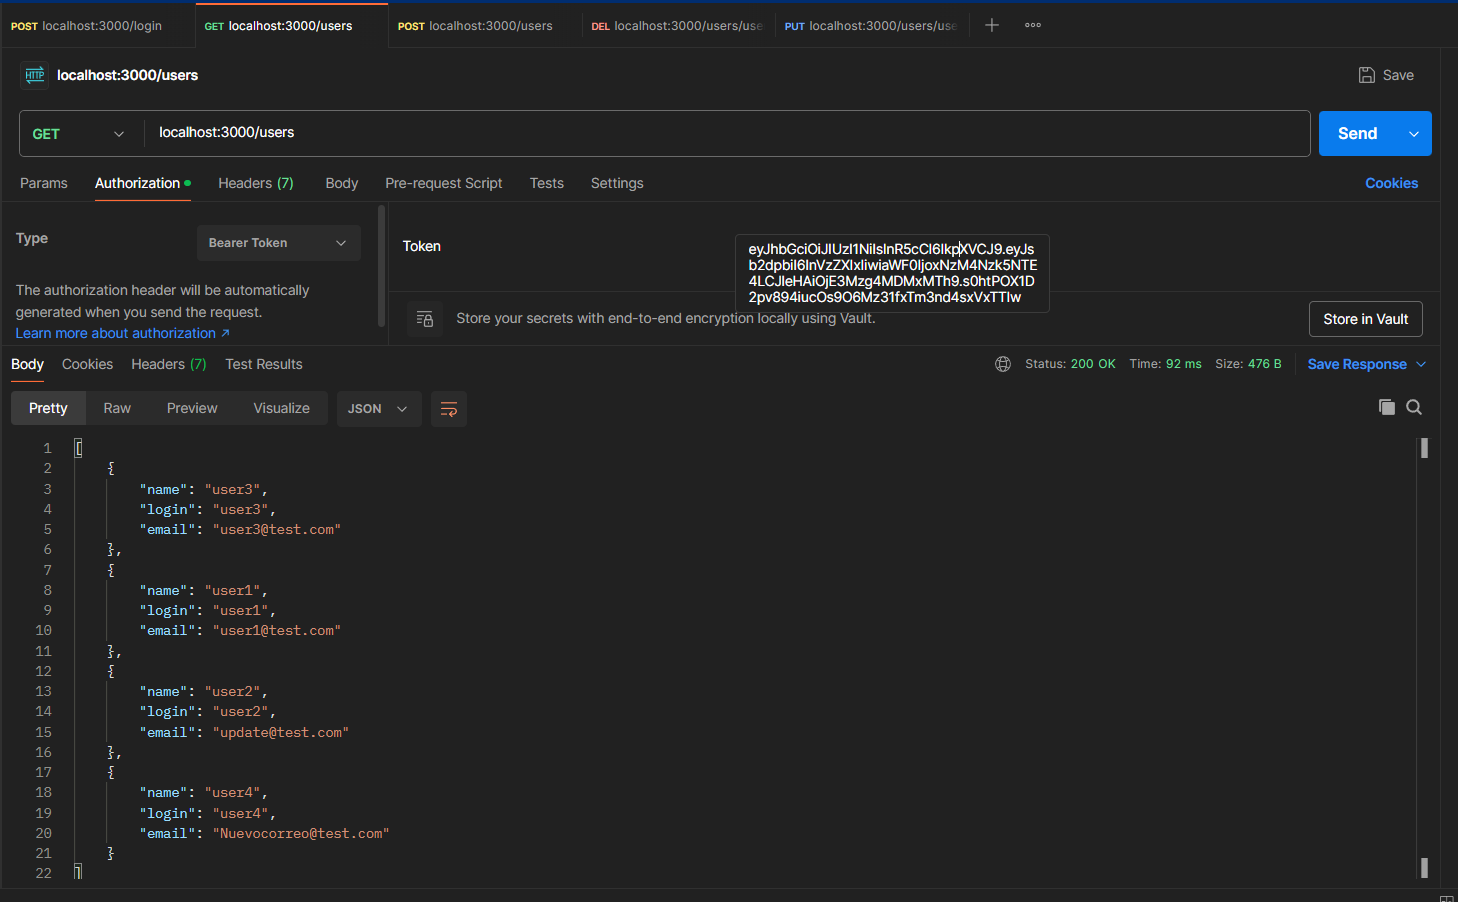 POST localhost:3000/login
GET localhost:3000/users
POST localhost:3000/users
DEL localhost:3000/users/use
PUT localhost:3000/users/use
HTTP localhost:3000/users
Save
GET localhost:3000/users
Send
Params Authorization Headers (7) Body Pre-request Script Tests Settings Cookies
Type
Bearer Token
The authorization header will be automatically
generated when you send the request.
Learn more about authorization ↗
Token
eyJhbGciOiJIUzI1NiIsInR5cCI6IkpXVCJ9.eyJs
b2dpbiI6InVzZXIxIiwiaWF0IjoxNzM4Nzk5NTE
4LCJleHAiOjE3Mzg4MDMxMTh9.s0htPOX1D
2pv894iucOs9O6Mz31fxTm3nd4sxVxTTIw
Store your secrets with end-to-end encryption locally using Vault.
Store in Vault
Body Cookies Headers (7) Test Results
Status: 200 OK Time: 92 ms Size: 476 B Save Response
Pretty Raw Preview Visualize JSON
1 [
2 {
3 "name": "user3",
4 "login": "user3",
5 "email": "user3@test.com"
6 },
7 {
8 "name": "user1",
9 "login": "user1",
10 "email": "user1@test.com"
11 },
12 {
13 "name": "user2",
14 "login": "user2",
15 "email": "update@test.com"
16 },
17 {
18 "name": "user4",
19 "login": "user4",
20 "email": "Nuevocorreo@test.com"
21 }
22 ]